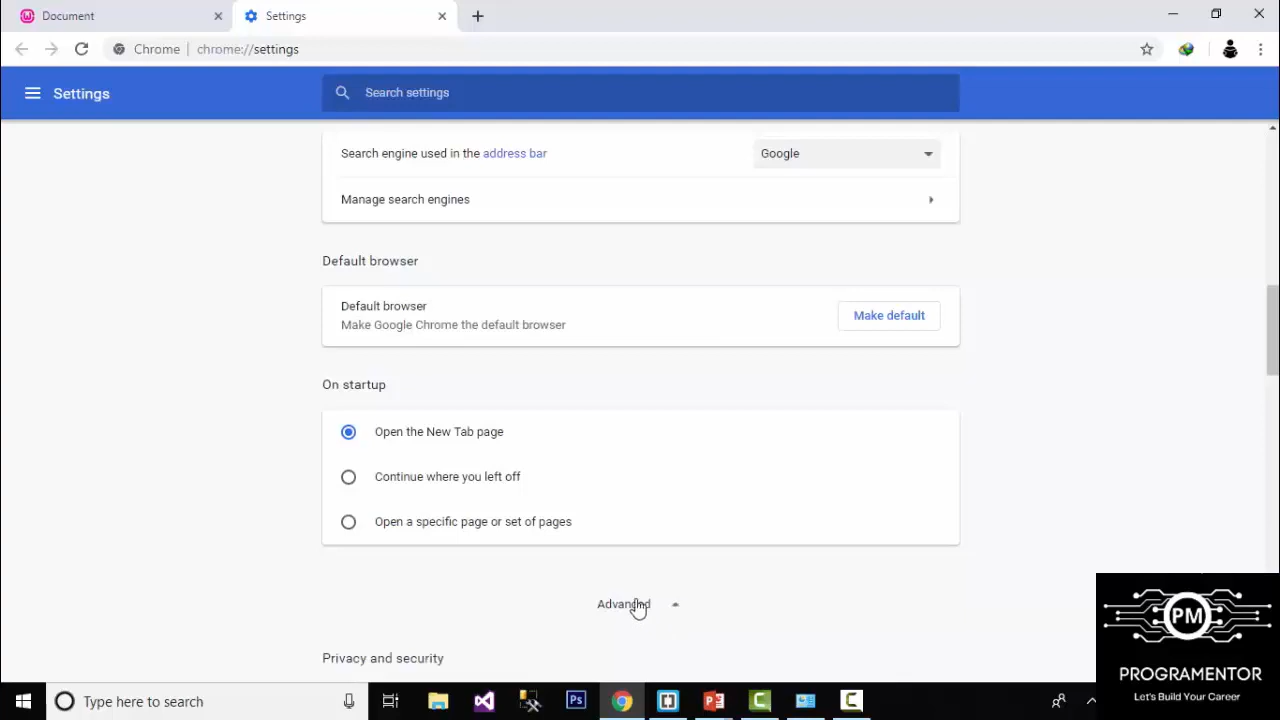 Document
Settings
Chrome | chrome://settings
Settings
Search settings
Search engine used in the address bar
Google
Manage search engines
Default browser
Default browser
Make Google Chrome the default browser
Make default
On startup
Open the New Tab page
Continue where you left off
Open a specific page or set of pages
Advanced
Privacy and security
PM
PROGRAMENTOR
Let's Build Your Career
Type here to search
Ps